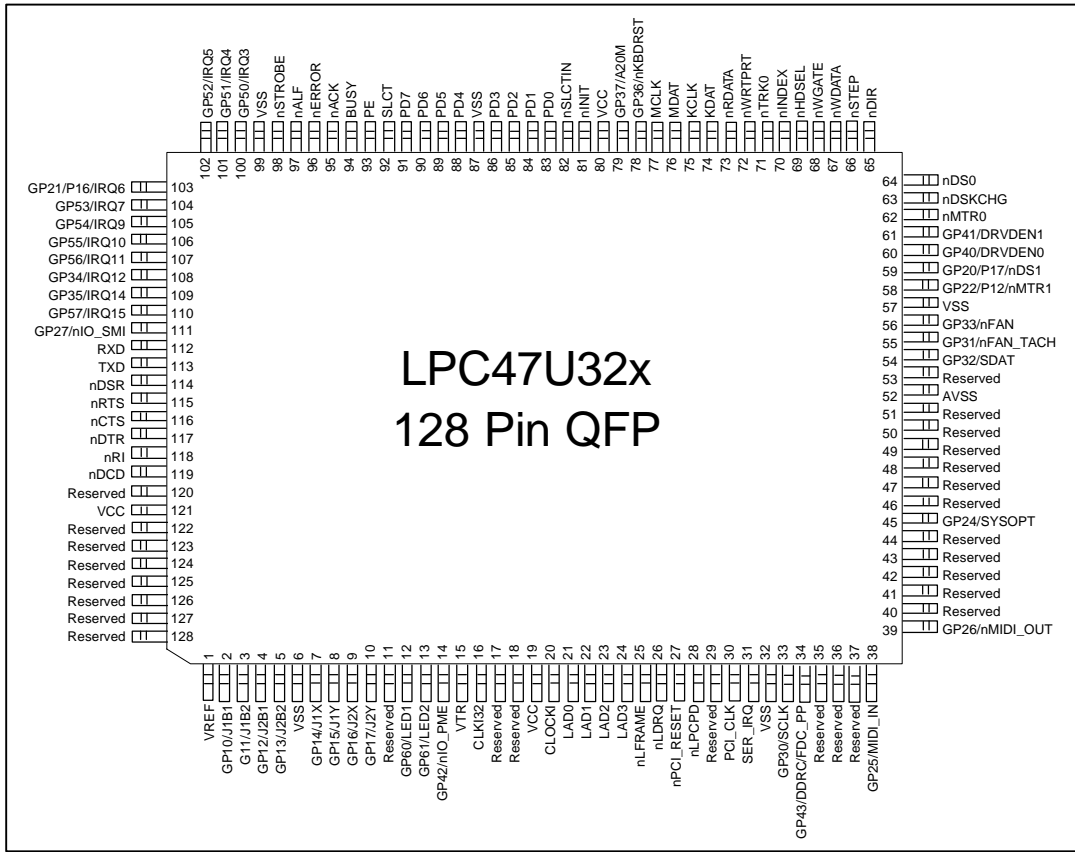 GP52/IRQ5
GP51/IRQ4
GP50/IRQ3
VSS
nSTROBE
nALF
nERROR
nACK
BUSY
PE
SLCT
PD7
PD6
PD5
PD4
VSS
PD3
PD2
PD1
PD0
nSLCTIN
nINIT
VCC
GP37/A20M
GP36/nKBDRST
MCLK
MDAT
KCLK
KDAT
nRDATA
nWRTPRT
nTRK0
nINDEX
nHDSEL
nWGATE
nWDATA
nSTEP
nDIR
102
101
100
99
98
97
96
95
94
93
92
91
90
89
88
87
86
85
84
83
82
81
80
79
78
77
76
75
74
73
72
71
70
69
68
67
66
65
GP21/P16/IRQ6 103
GP53/IRQ7 104
GP54/IRQ9 105
GP55/IRQ10 106
GP56/IRQ11 107
GP34/IRQ12 108
GP35/IRQ14 109
GP57/IRQ15 110
GP27/nIO_SMI 111
RXD 112
TXD 113
nDSR 114
nRTS 115
nCTS 116
nDTR 117
nRI 118
nDCD 119
Reserved 120
VCC 121
Reserved 122
Reserved 123
Reserved 124
Reserved 125
Reserved 126
Reserved 127
Reserved 128
LPC47U32x
128 Pin QFP
64 nDS0
63 nDSKCHG
62 nMTR0
61 GP41/DRVDEN1
60 GP40/DRVDEN0
59 GP20/P17/nDS1
58 GP22/P12/nMTR1
57 VSS
56 GP33/nFAN
55 GP31/nFAN_TACH
54 GP32/SDAT
53 Reserved
52 AVSS
51 Reserved
50 Reserved
49 Reserved
48 Reserved
47 Reserved
46 Reserved
45 GP24/SYSOPT
44 Reserved
43 Reserved
42 Reserved
41 Reserved
40 Reserved
39 GP26/nMIDI_OUT
1
2
3
4
5
6
7
8
9
10
11
12
13
14
15
16
17
18
19
20
21
22
23
24
25
26
27
28
29
30
31
32
33
34
35
36
37
38
VREF
GP10/J1B1
G11/J1B2
GP12/J2B1
GP13/J2B2
VSS
GP14/J1X
GP15/J1Y
GP16/J2X
GP17/J2Y
Reserved
GP60/LED1
GP61/LED2
GP42/nIO_PME
VTR
CLKI32
Reserved
Reserved
VCC
CLOCKI
LAD0
LAD1
LAD2
LAD3
nLFRAME
nLDRQ
nPCI_RESET
nLPCPD
Reserved
PCI_CLK
SER_IRQ
VSS
GP30/SCLK
GP43/DDRC/FDC_PP
Reserved
Reserved
Reserved
GP25/MIDI_IN